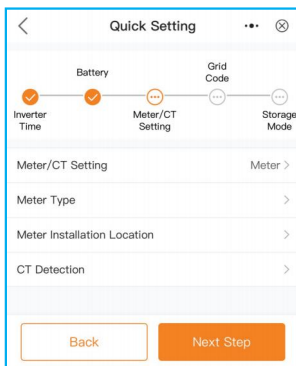 Quick Setting
Battery
Grid
Code
Inverter
Time
Meter/CT
Setting
Storage
Mode
Meter/CT Setting
Meter
Meter Type
Meter Installation Location
CT Detection
Back
Next Step